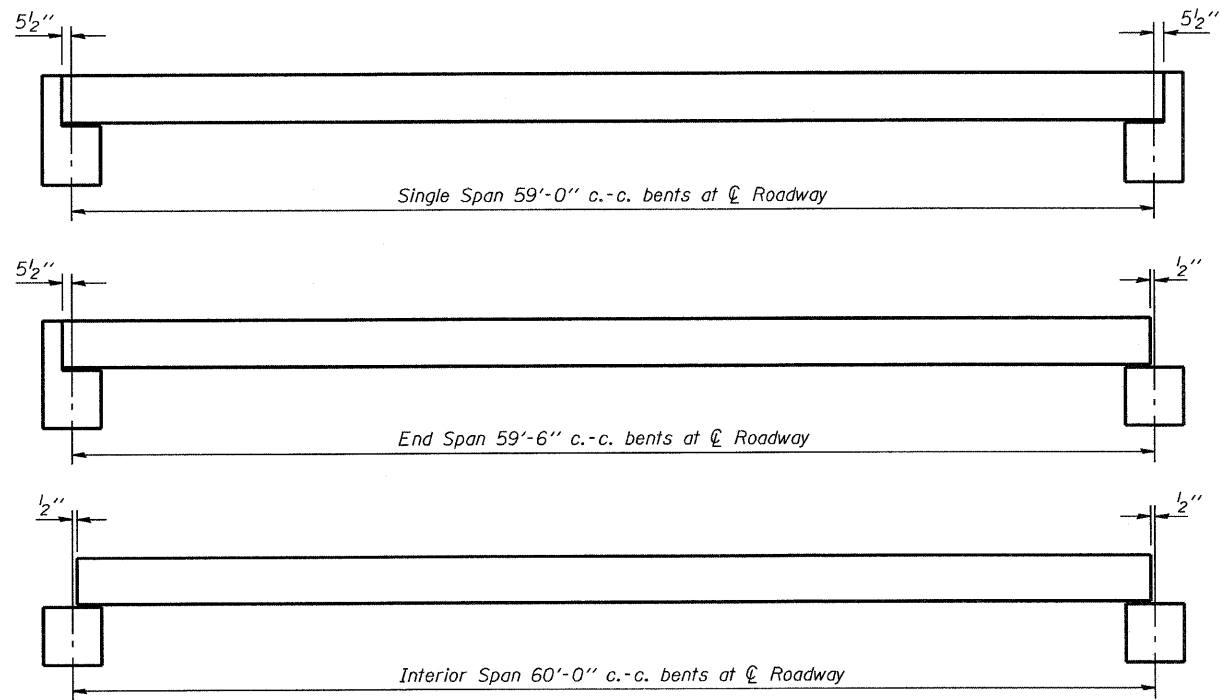 5½″ 5½″
Single Span 59′-0″ c.-c. bents at ℄ Roadway
5½″ ½″
End Span 59′-6″ c.-c. bents at ℄ Roadway
½″ ½″
Interior Span 60′-0″ c.-c. bents at ℄ Roadway